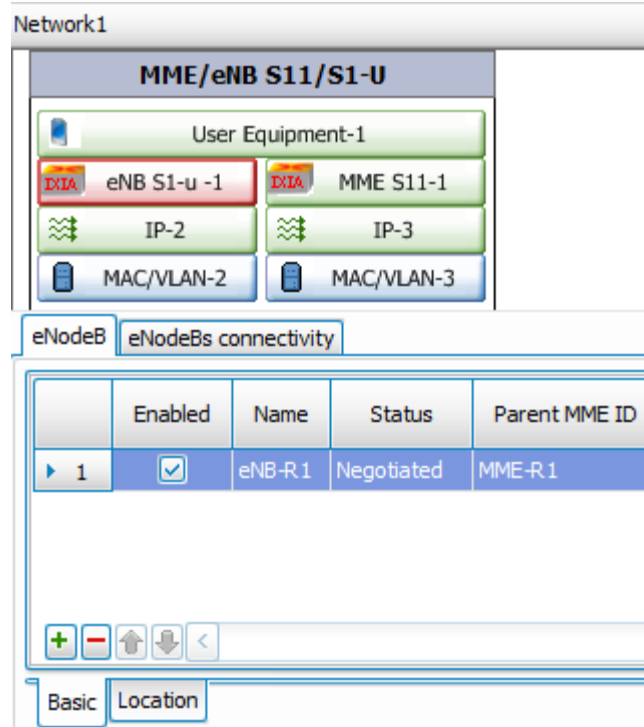 Network1
MME/eNB S11/S1-U
User Equipment-1
IXIA eNB S1-u -1 IXIA MME S11-1
IP-2 IP-3
MAC/VLAN-2 MAC/VLAN-3
eNodeB eNodeBs connectivity
Enabled Name Status Parent MME ID
1 eNB-R1 Negotiated MME-R1
Basic Location